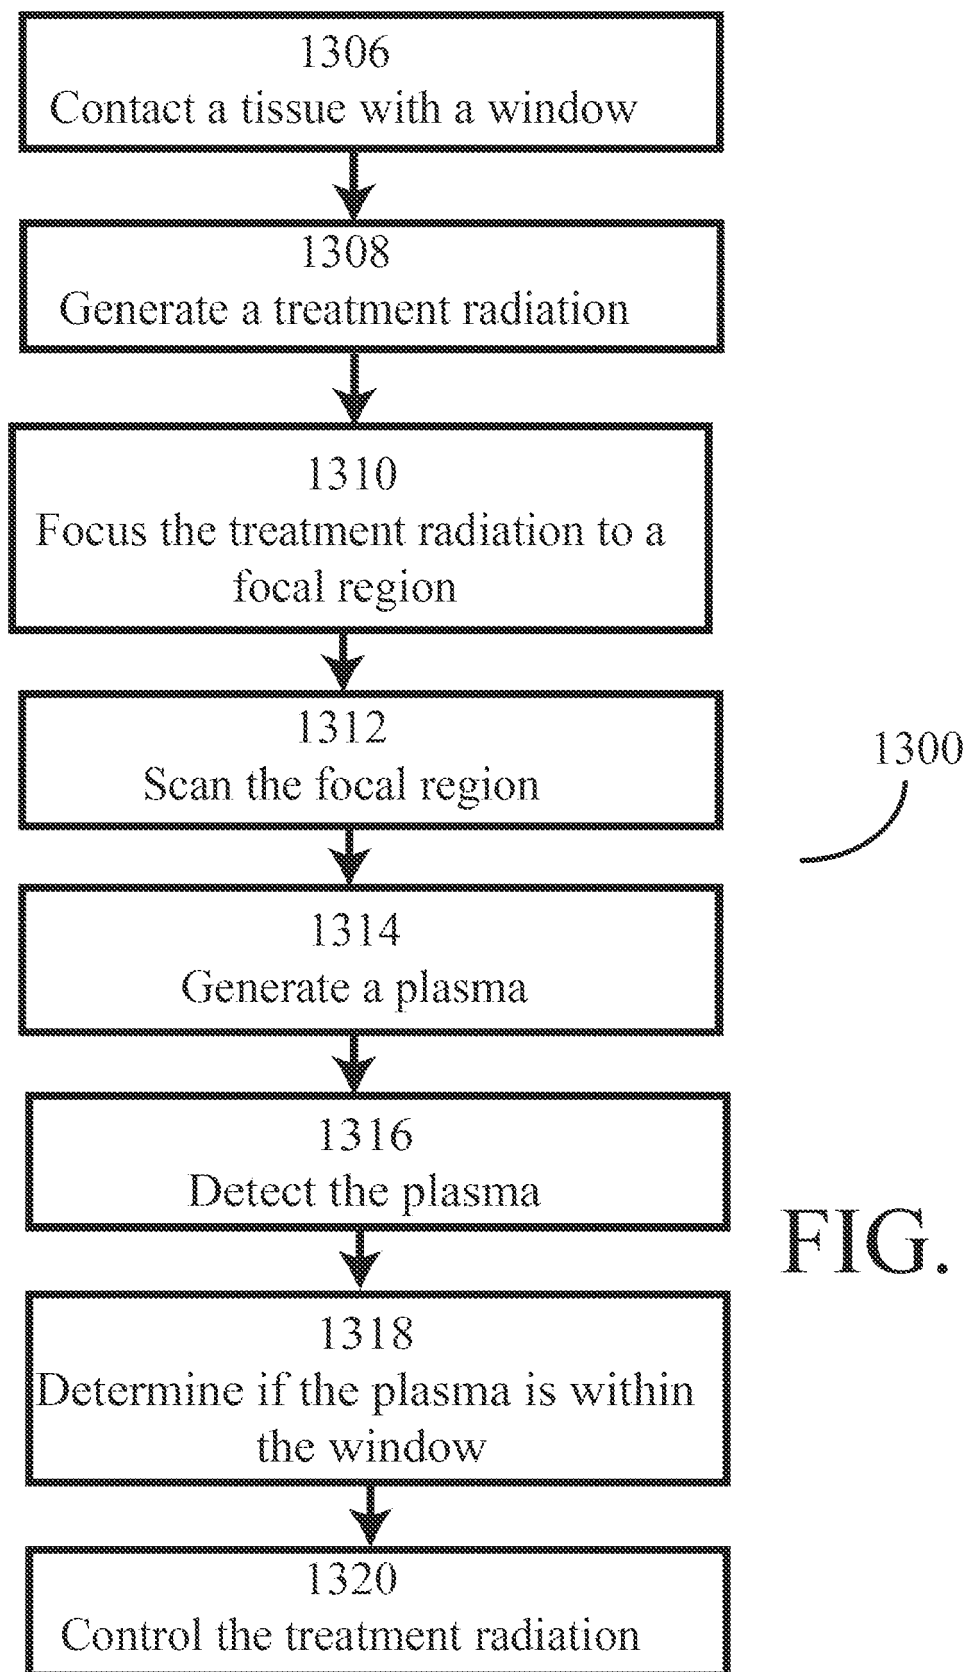 1306
Contact a tissue with a window
1308
Generate a treatment radiation
1310
Focus the treatment radiation to a
focal region
1312
Scan the focal region
1300
1314
Generate a plasma
1316
Detect the plasma
FIG.
1318
Determine if the plasma is within
the window
1320
Control the treatment radiation